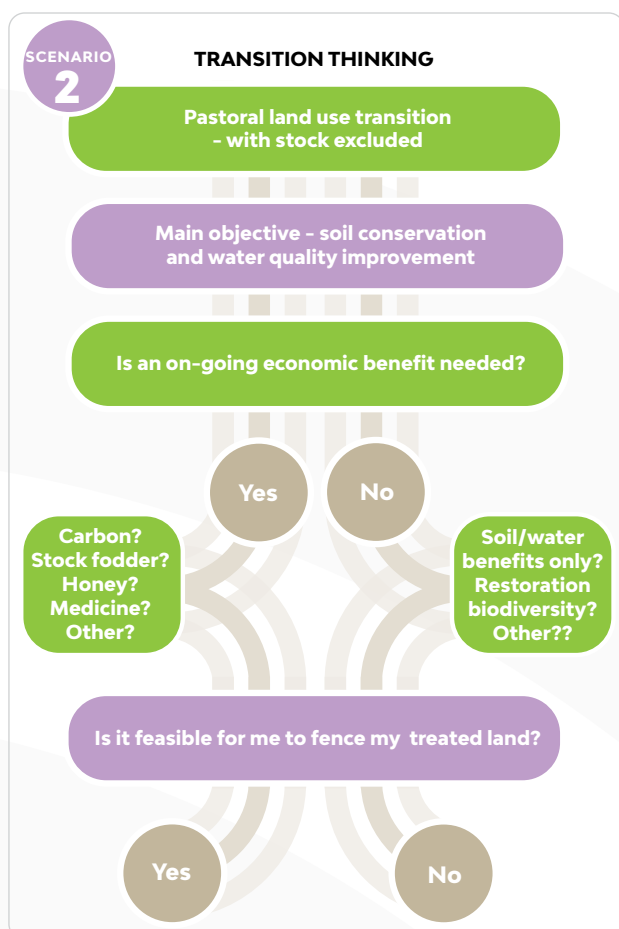 SCENARIO
2
TRANSITION THINKING
Pastoral land use transition
- with stock excluded
Main objective - soil conservation
and water quality improvement
Is an on-going economic benefit needed?
Yes
No
Carbon?
Stock fodder?
Honey?
Medicine?
Other?
Soil/water
benefits only?
Restoration
biodiversity?
Other??
Is it feasible for me to fence my treated land?
Yes
No